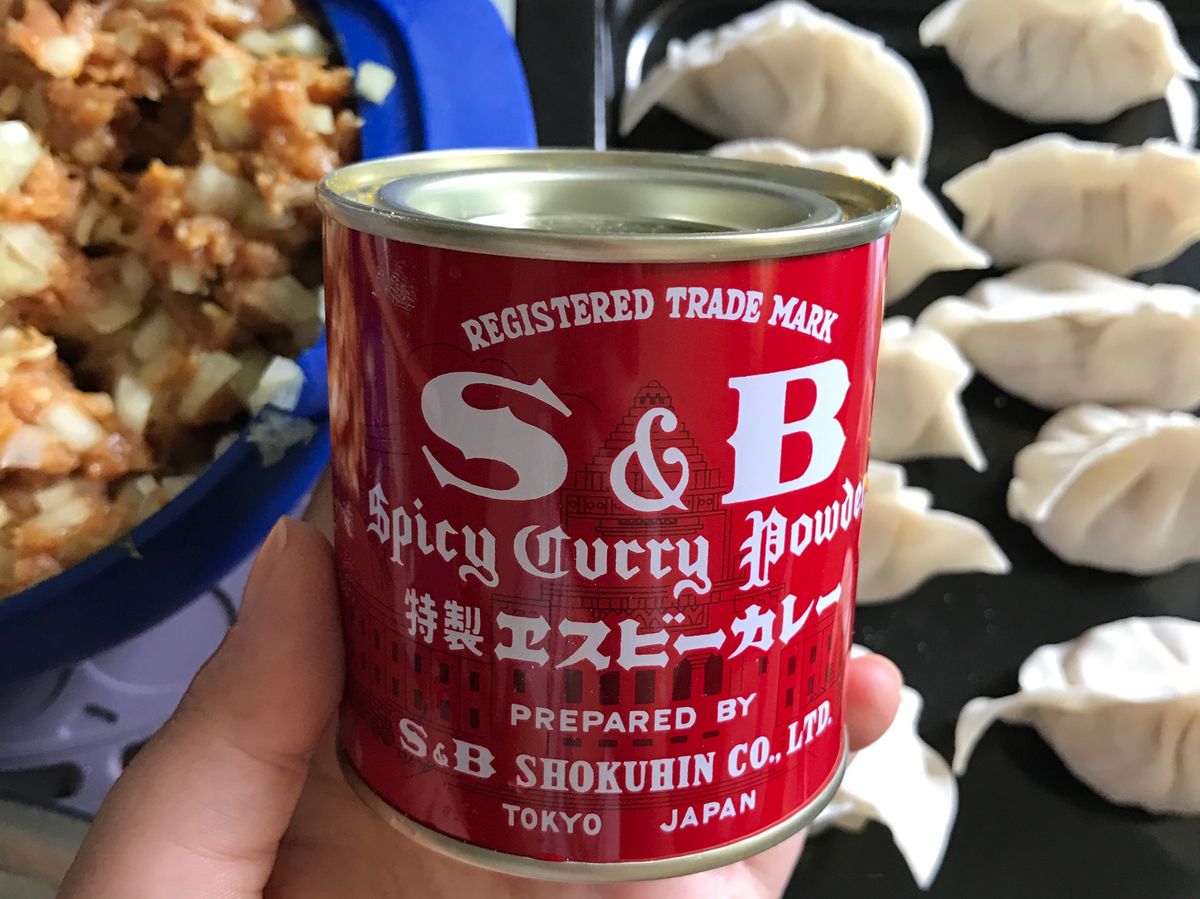 REGISTERED TRADE MARK
S & B
Spicy Curry Powder
特製 エスビーカレー
PREPARED BY
S&B SHOKUHIN CO., LTD.
TOKYO JAPAN